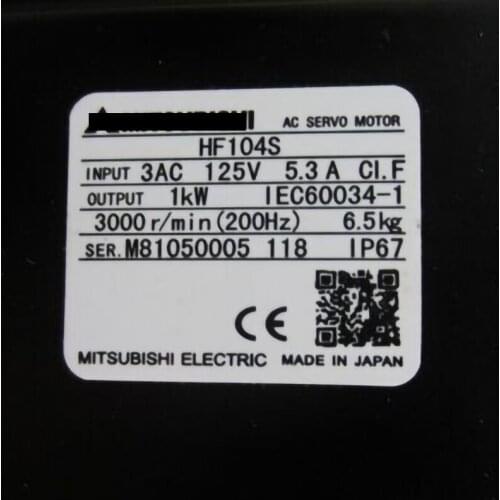 AC SERVO MOTOR
HF104S
INPUT 3AC 125V 5.3 A Cl.F
OUTPUT 1kW IEC60034-1
3000 r/min (200Hz) 6.5kg
SER. M81050005 118 IP67
CE
MITSUBISHI ELECTRIC MADE IN JAPAN